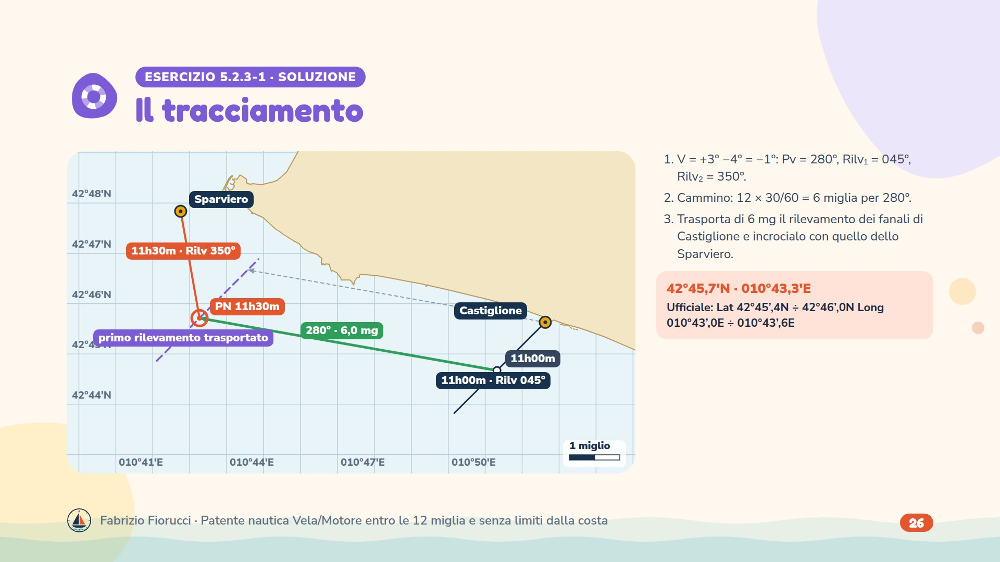 ESERCIZIO 5.2.3-1 · SOLUZIONE
Il tracciamento
42°48'N
Sparviero
42°47'N
11h30m · Rilv 350°
42°46'N
PN 11h30m
Castiglione
280° · 6,0 mg
primo rilevamento trasportato
11h00m
11h00m · Rilv 045°
42°44'N
1 miglio
010°41'E
010°44'E
010°47'E
010°50'E
1. V = +3° −4° = −1°: Pv = 280°, Rilv₁ = 045°,
Rilv₂ = 350°.
2. Cammino: 12 × 30/60 = 6 miglia per 280°.
3. Trasporta di 6 mg il rilevamento dei fanali di
Castiglione e incrocialo con quello dello
Sparviero.
42°45,7'N · 010°43,3'E
Ufficiale: Lat 42°45’,4N ÷ 42°46’,0N Long
010°43’,0E ÷ 010°43’,6E
Fabrizio Fiorucci · Patente nautica Vela/Motore entro le 12 miglia e senza limiti dalla costa
26